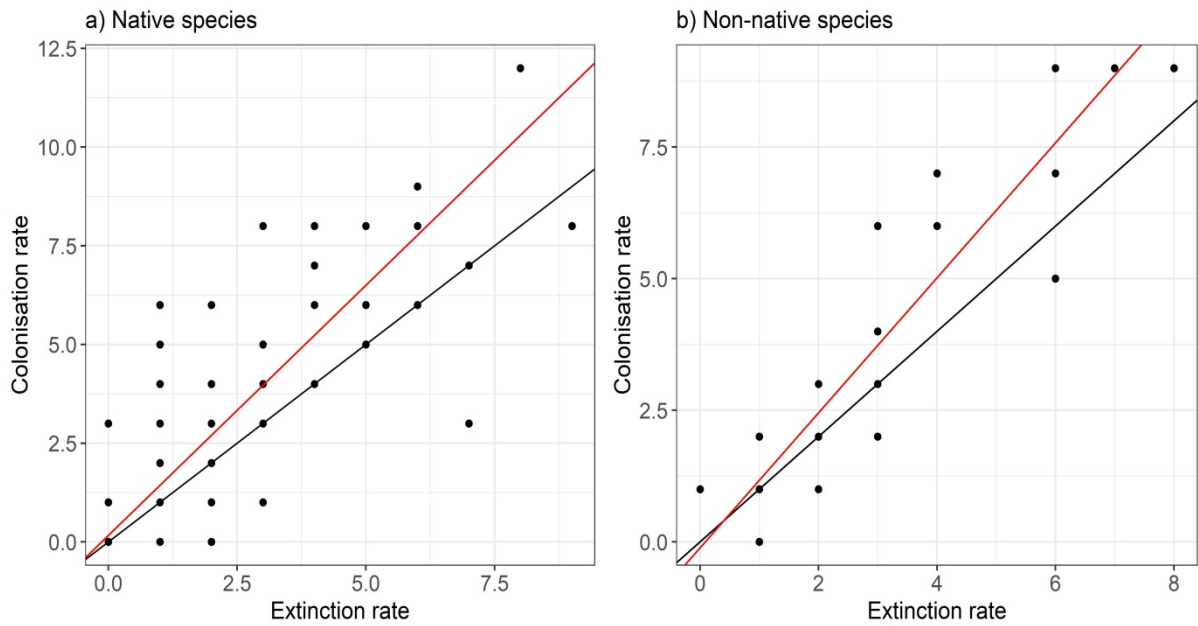 a) Native species
12.5
10.0
7.5
5.0
2.5
0.0
Colonisation rate
0.0 2.5 5.0 7.5
Extinction rate
b) Non-native species
7.5
5.0
2.5
0.0
Colonisation rate
0 2 4 6 8
Extinction rate